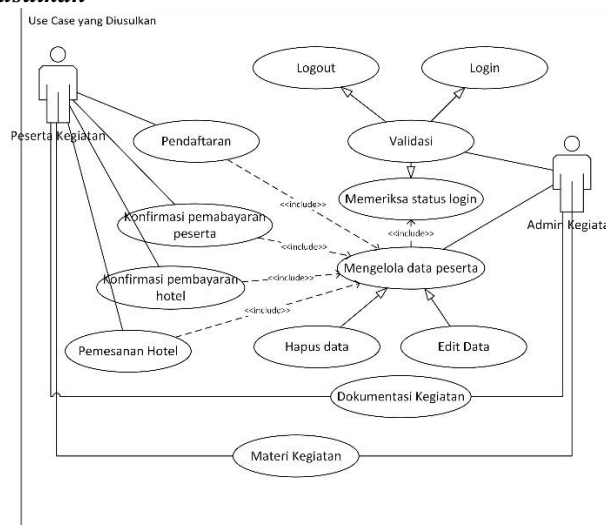 usulkan
Use Case yang Diusulkan
Logout
Login
Peserta Kegiatan
Pendaftaran
Validasi
Admin Kegiata
<<include>>
Memeriksa status login
Konfirmasi pemabayaran
peserta
<<include>>
<<include>>
Mengelola data peserta
Konfirmasi pembayaran
hotel
<<include>>
<<include>>
Pemesanan Hotel
Hapus data
Edit Data
Dokumentasi Kegiatan
Materi Kegiatan